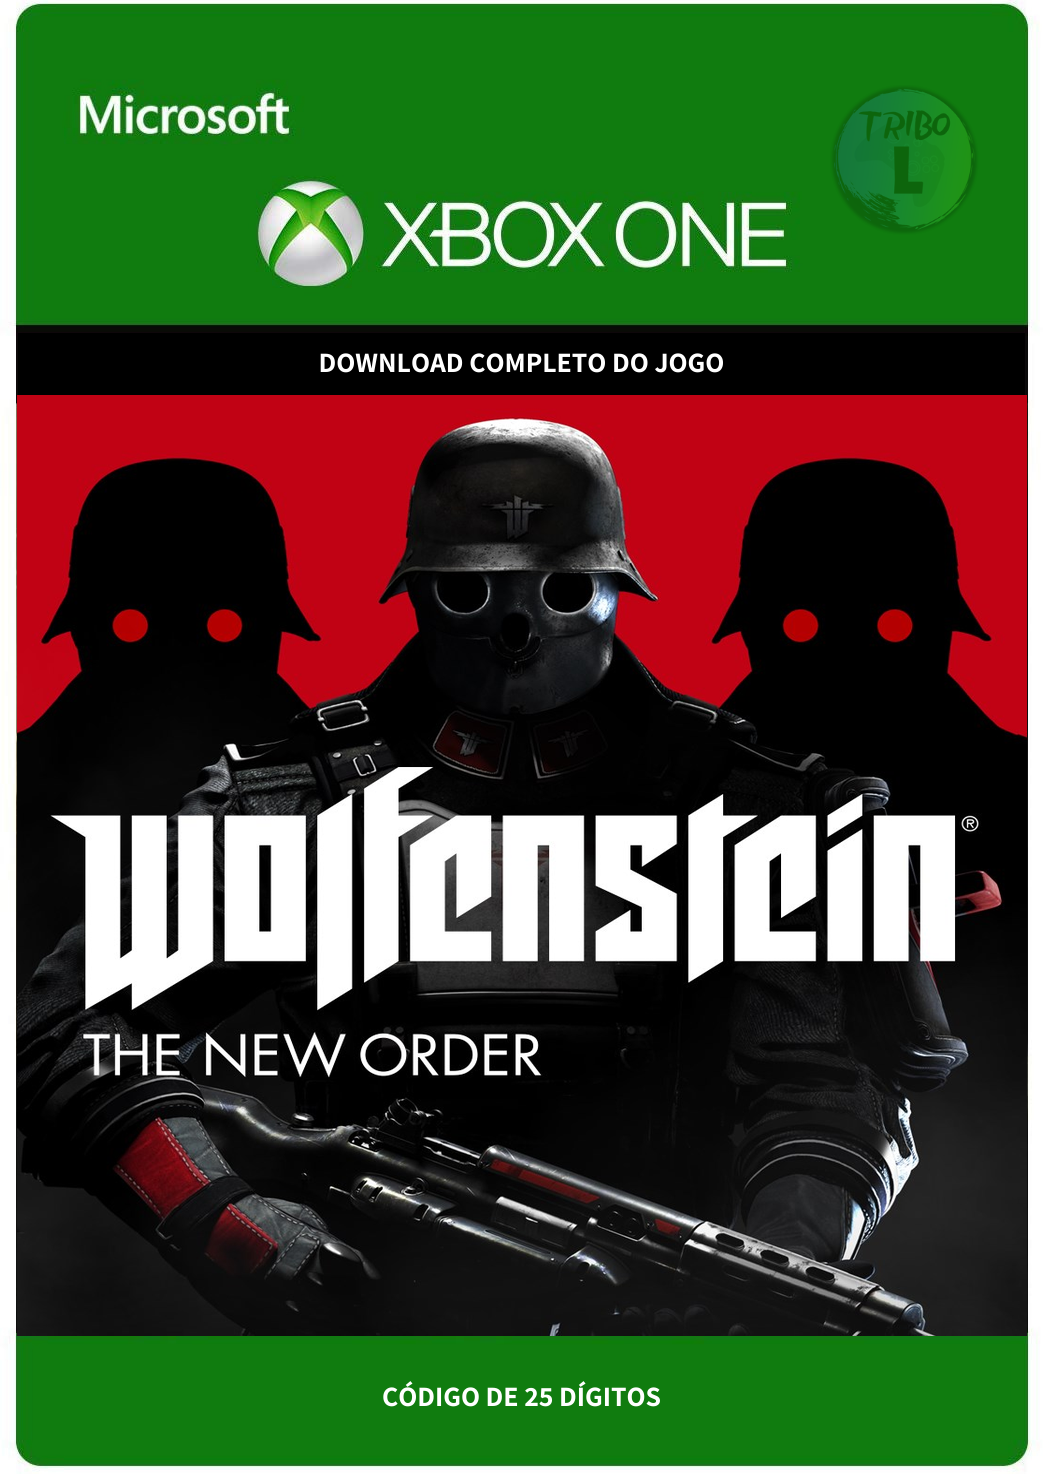 Microsoft
TRIBO
L
XBOX ONE
DOWNLOAD COMPLETO DO JOGO
wolfenstein®
THE NEW ORDER
CÓDIGO DE 25 DÍGITOS